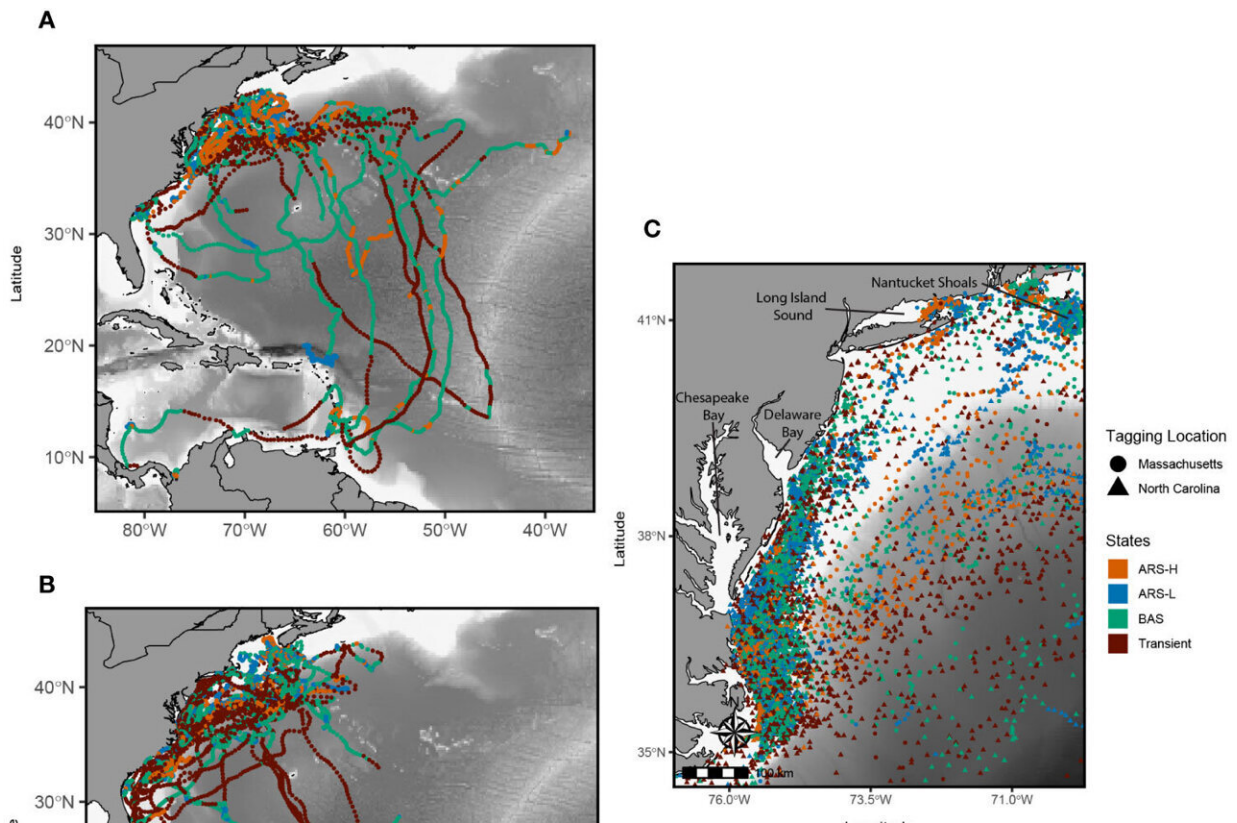 A
40°N
30°N
20°N
10°N
Latitude
80°W
70°W
60°W
50°W
40°W
B
40°N
30°N
C
Nantucket Shoals
Long Island
Sound
Chesapeake
Bay
Delaware
Bay
41°N
38°N
35°N
Latitude
100 km
76.0°W
73.5°W
71.0°W
Tagging Location
Massachusetts
North Carolina
States
ARS-H
ARS-L
BAS
Transient